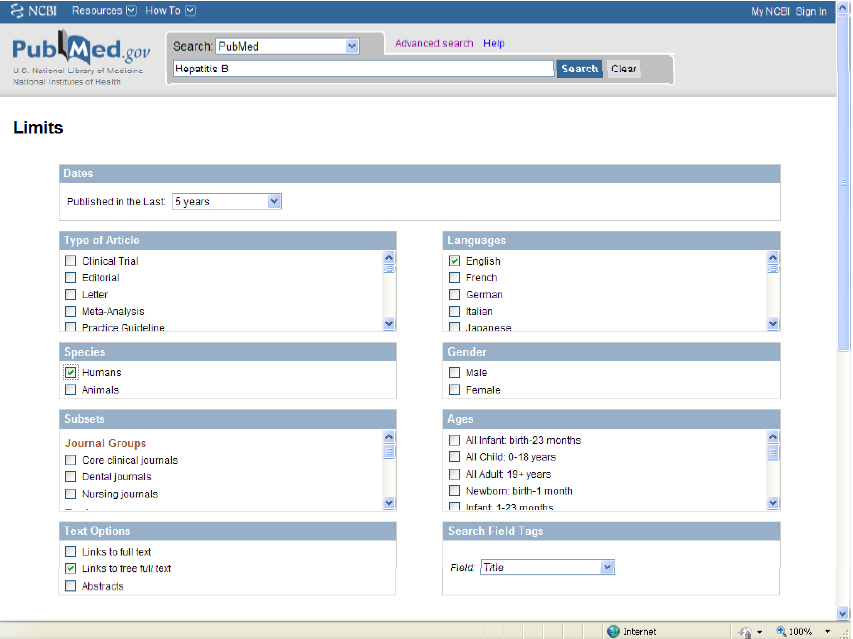 NCBI Resources How To My NCBI Sign In
PubMed.gov
U.S. National Library of Medicine
National Institutes of Health
Search: PubMed Advanced search Help
Hepatitis B Search Clear
Limits
Dates
Published in the Last: 5 years
Type of Article
Clinical Trial
Editorial
Letter
Meta-Analysis
Practice Guideline
Languages
English
French
German
Italian
Japanese
Species
Humans
Animals
Gender
Male
Female
Subsets
Journal Groups
Core clinical journals
Dental journals
Nursing journals
Ages
All Infant: birth-23 months
All Child: 0-18 years
All Adult: 19+ years
Newborn: birth-1 month
Infant: 1-23 months
Text Options
Links to full text
Links to free full text
Abstracts
Search Field Tags
Field: Title
Internet 100%